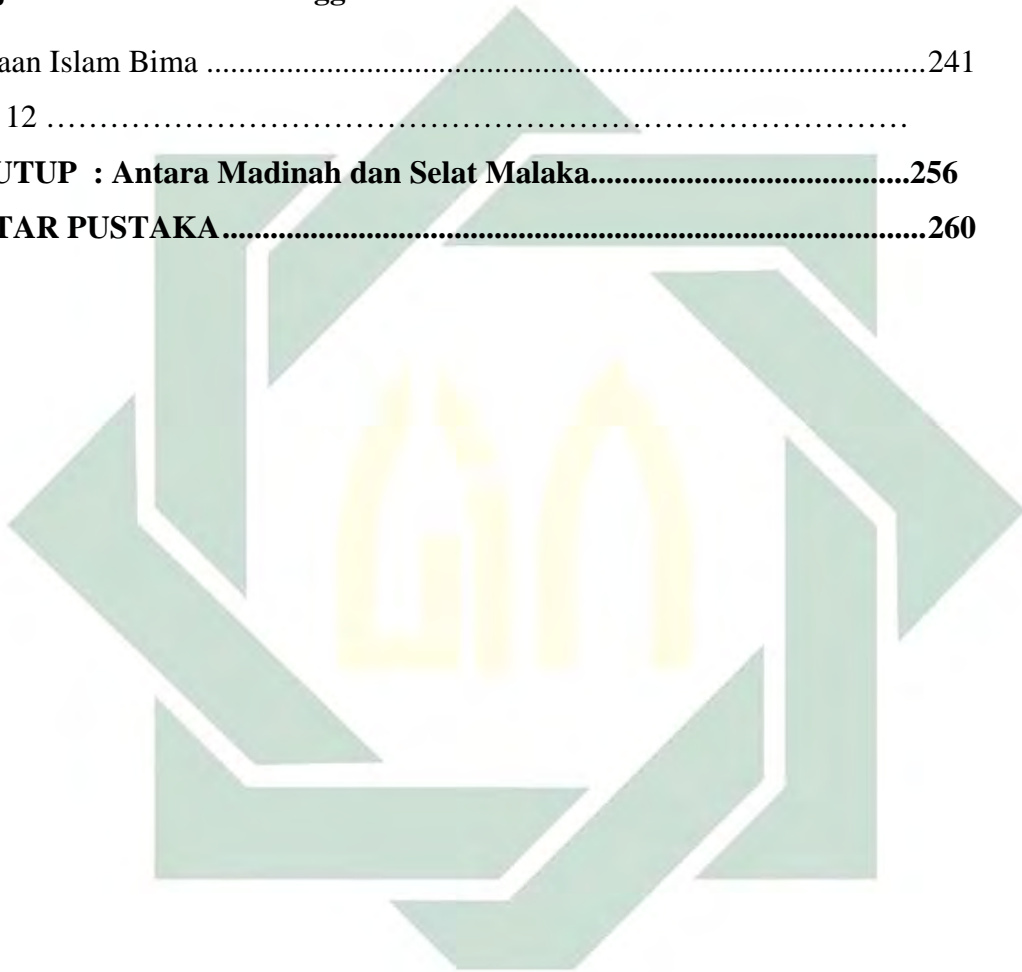 aan Islam Bima ........................................................................................241
12 ………………………………………………………………………
UTUP : Antara Madinah dan Selat Malaka.......................................256
TAR PUSTAKA......................................................................................260